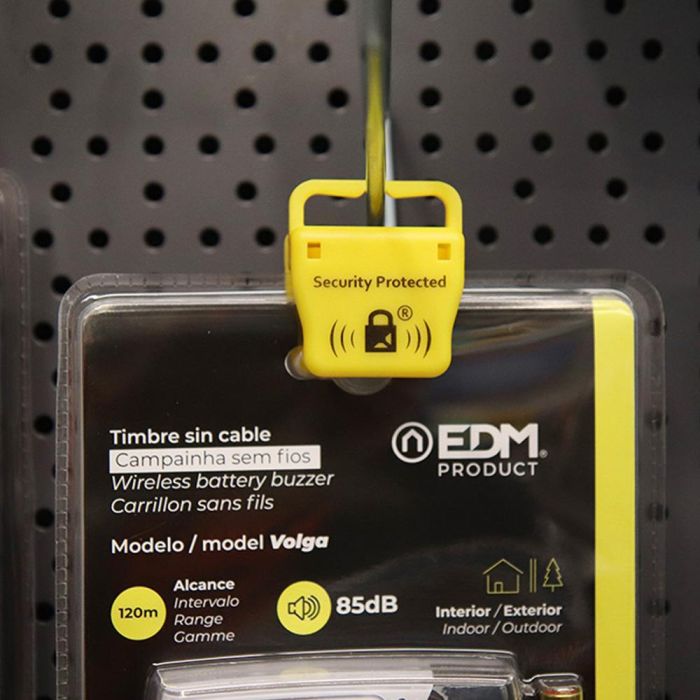 Security Protected
®
Timbre sin cable
Campainha sem fios
Wireless battery buzzer
Carrillon sans fils
EDM®
PRODUCT
Modelo / model Volga
120m
Alcance
Intervalo
Range
Gamme
85dB
Interior / Exterior
Indoor / Outdoor